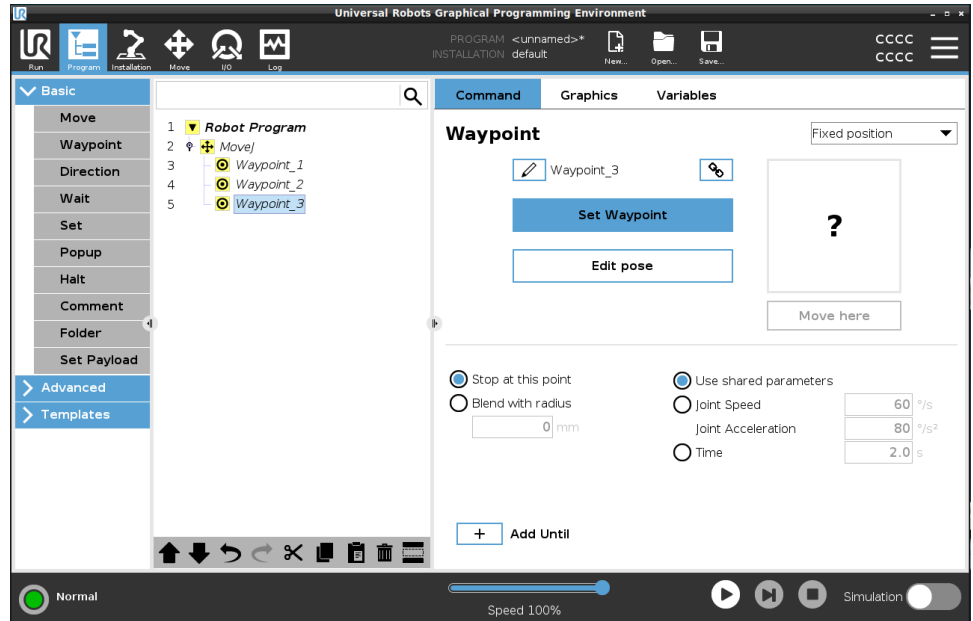 UR Universal Robots Graphical Programming Environment
UR
Run Program Installation Move I/O Log
PROGRAM <unnamed>*
INSTALLATION default
New... Open... Save...
CCCC
CCCC
Basic
Move
Waypoint
Direction
Wait
Set
Popup
Halt
Comment
Folder
Set Payload
Advanced
Templates
1 Robot Program
2 MoveJ
3 Waypoint_1
4 Waypoint_2
5 Waypoint_3
Command Graphics Variables
Waypoint
Fixed position
Waypoint_3
Set Waypoint
Edit pose
?
Move here
Stop at this point
Blend with radius
0 mm
Use shared parameters
Joint Speed 60 °/s
Joint Acceleration 80 °/s²
Time 2.0 s
+ Add Until
Normal
Speed 100%
Simulation